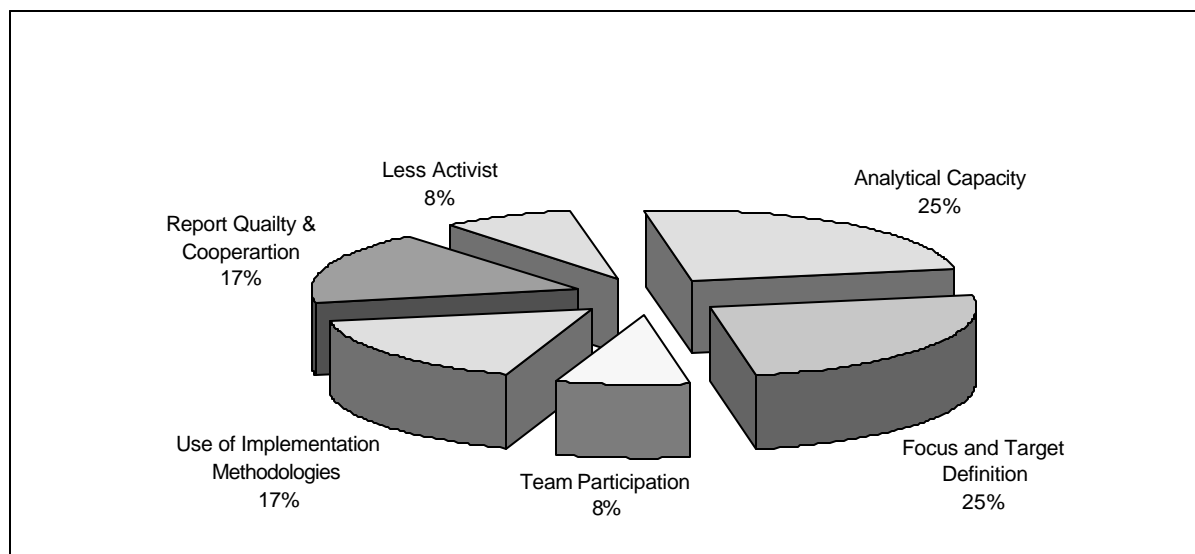 Less Activist
8%
Analytical Capacity
25%
Report Quailty &
Cooperartion
17%
Use of Implementation
Methodologies
17%
Team Participation
8%
Focus and Target
Definition
25%